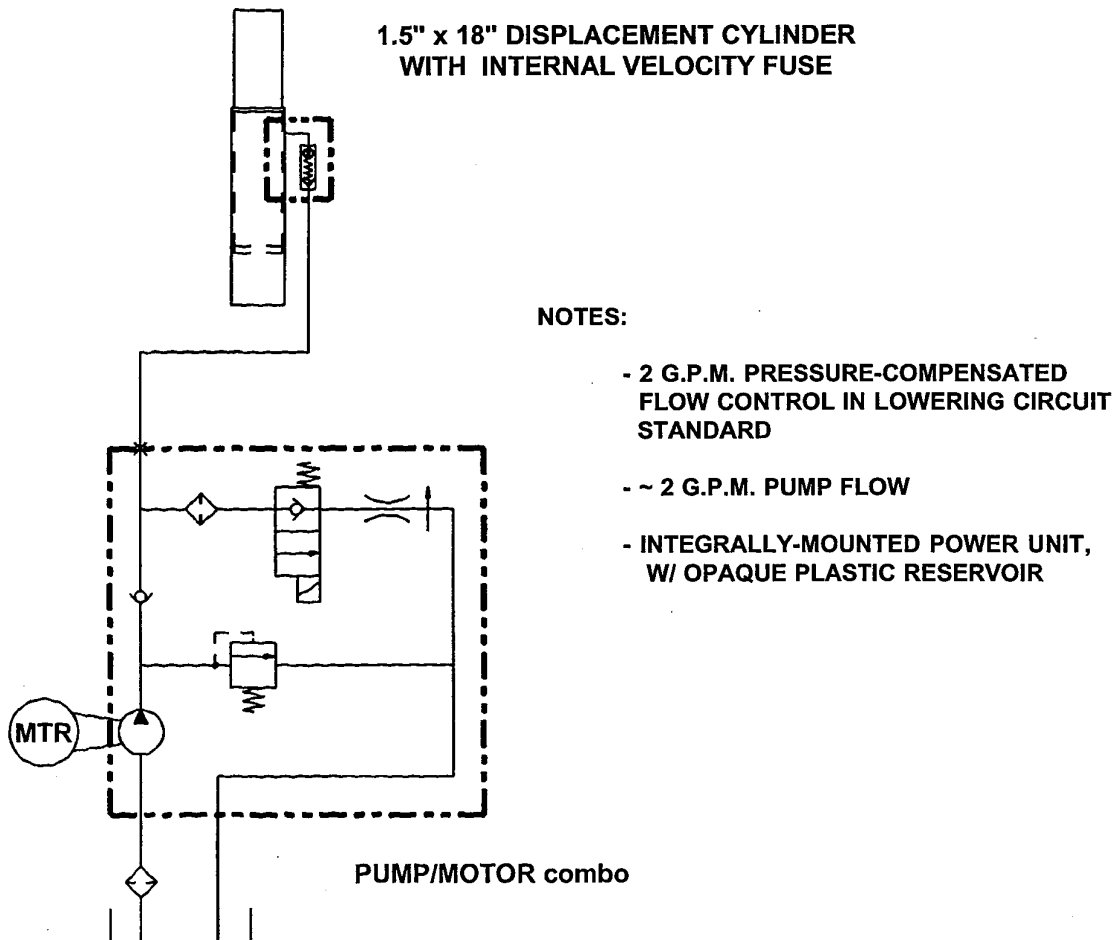 1.5" x 18" DISPLACEMENT CYLINDER
WITH INTERNAL VELOCITY FUSE
NOTES:
- 2 G.P.M. PRESSURE-COMPENSATED
FLOW CONTROL IN LOWERING CIRCUIT
STANDARD
- ~ 2 G.P.M. PUMP FLOW
- INTEGRALLY-MOUNTED POWER UNIT,
W/ OPAQUE PLASTIC RESERVOIR
MTR
PUMP/MOTOR combo